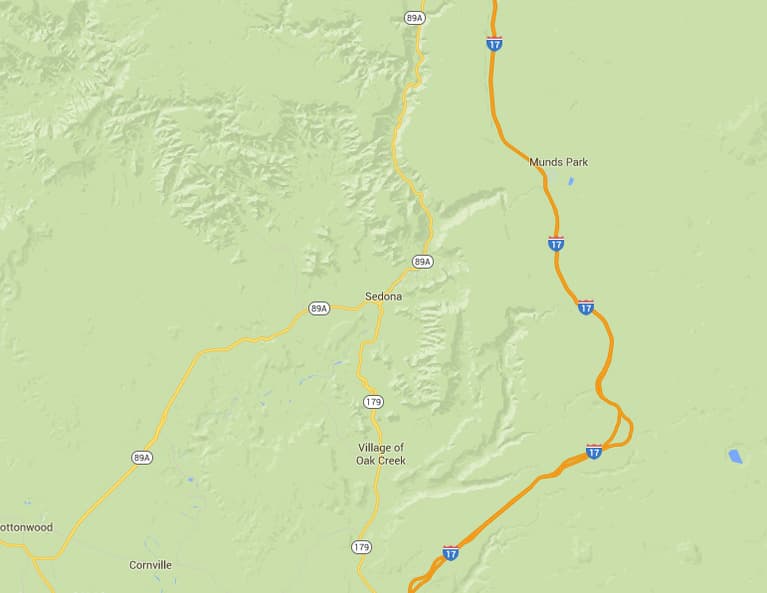 89A
17
Munds Park
17
89A
Sedona
89A
17
179
Village of
Oak Creek
17
89A
ottonwood
179
17
Cornville